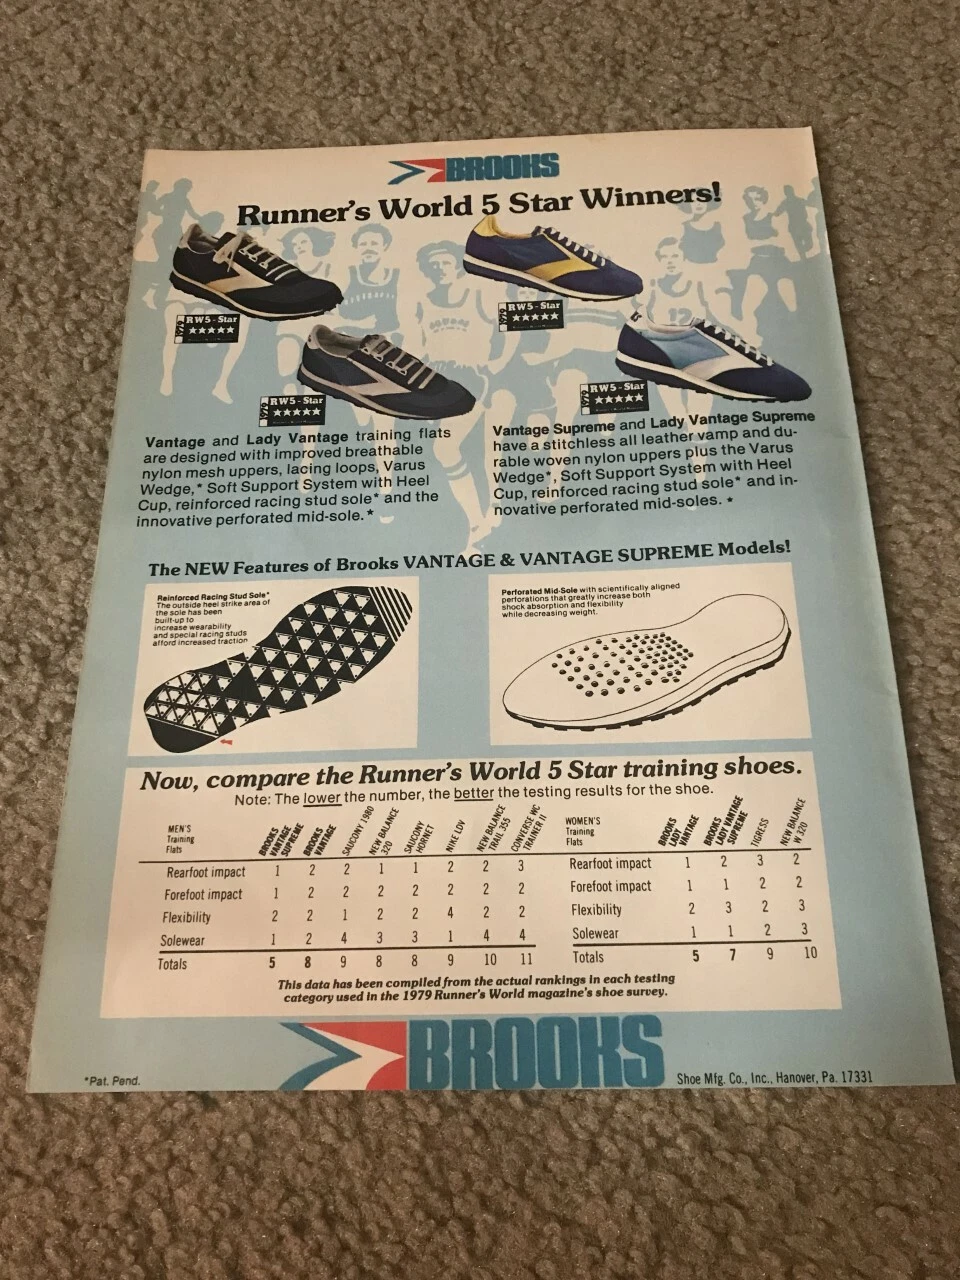 BROOKS
Runner's World 5 Star Winners!
1979 RW5-Star
★★★★★
1979 RW5-Star
★★★★★
1979 RW5-Star
★★★★★
1979 RW5-Star
★★★★★
12
Vantage and Lady Vantage training flats
are designed with improved breathable
nylon mesh uppers, lacing loops, Varus
Wedge,* Soft Support System with Heel
Cup, reinforced racing stud sole* and the
innovative perforated mid-sole.*
Vantage Supreme and Lady Vantage Supreme
have a stitchless all leather vamp and du-
rable woven nylon uppers plus the Varus
Wedge*, Soft Support System with Heel
Cup, reinforced racing stud sole* and in-
novative perforated mid-soles. *
The NEW Features of Brooks VANTAGE & VANTAGE SUPREME Models!
Reinforced Racing Stud Sole*
The outside heel strike area of
the sole has been
built-up to
increase wearability
and special racing studs
afford increased traction
Perforated Mid-Sole with scientifically aligned
perforations that greatly increase both
shock absorption and flexibility
while decreasing weight.
Now, compare the Runner's World 5 Star training shoes.
Note: The lower the number, the better the testing results for the shoe.
MEN'S Training Flats BROOKS VANTAGE SUPREME BROOKS VANTAGE SAUCONY 1980 NEW BALANCE 320 SAUCONY HORNET NIKE LDV NEW BALANCE TRAIL 355 CONVERSE WC TRAINER II
Rearfoot impact 1 2 2 1 1 2 2 3
Forefoot impact 1 2 2 2 2 2 2 2
Flexibility 2 2 1 2 2 4 2 2
Solewear 1 2 4 3 3 1 4 4
Totals 5 8 9 8 8 9 10 11
WOMEN'S Training Flats BROOKS LADY VANTAGE BROOKS LADY VANTAGE SUPREME TIGRESS NEW BALANCE W 320
Rearfoot impact 1 2 3 2
Forefoot impact 1 1 2 2
Flexibility 2 3 2 3
Solewear 1 1 2 3
Totals 5 7 9 10
This data has been compiled from the actual rankings in each testing
category used in the 1979 Runner's World magazine's shoe survey.
BROOKS
*Pat. Pend.
Shoe Mfg. Co., Inc., Hanover, Pa. 17331